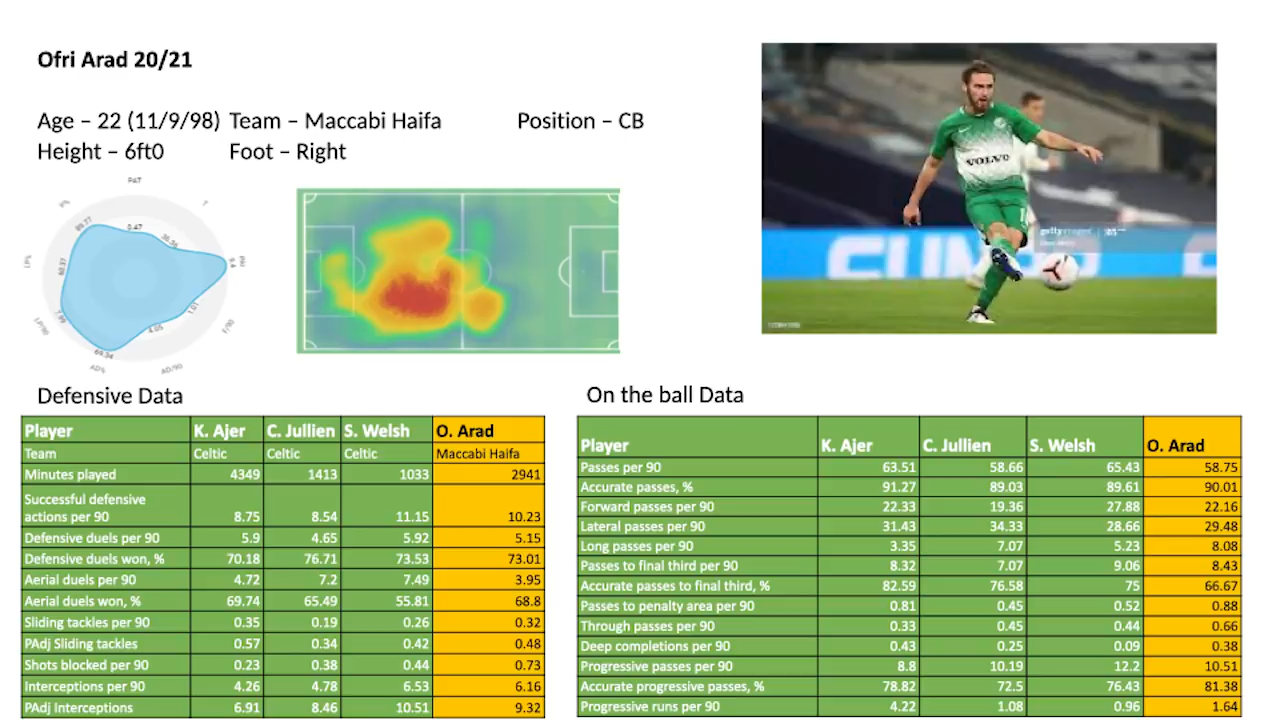 Ofri Arad 20/21
Age – 22 (11/9/98) Team – Maccabi Haifa Position – CB
Height – 6ft0 Foot – Right
PAT
VOLVO
gettyimages
Defensive Data
Player K. Ajer C. Jullien S. Welsh O. Arad
Team Celtic Celtic Celtic Maccabi Haifa
Minutes played 4349 1413 1033 2941
Successful defensive
actions per 90 8.75 8.54 11.15 10.23
Defensive duels per 90 5.9 4.65 5.92 5.15
Defensive duels won, % 70.18 76.71 73.53 73.01
Aerial duels per 90 4.72 7.2 7.49 3.95
Aerial duels won, % 69.74 65.49 55.81 68.8
Sliding tackles per 90 0.35 0.19 0.26 0.32
PAdj Sliding tackles 0.57 0.34 0.42 0.48
Shots blocked per 90 0.23 0.38 0.44 0.73
Interceptions per 90 4.26 4.78 6.53 6.16
PAdj Interceptions 6.91 8.46 10.51 9.32
On the ball Data
Player K. Ajer C. Jullien S. Welsh O. Arad
Passes per 90 63.51 58.66 65.43 58.75
Accurate passes, % 91.27 89.03 89.61 90.01
Forward passes per 90 22.33 19.36 27.88 22.16
Lateral passes per 90 31.43 34.33 28.66 29.48
Long passes per 90 3.35 7.07 5.23 8.08
Passes to final third per 90 8.32 7.07 9.06 8.43
Accurate passes to final third, % 82.59 76.58 75 66.67
Passes to penalty area per 90 0.81 0.45 0.52 0.88
Through passes per 90 0.33 0.45 0.44 0.66
Deep completions per 90 0.43 0.25 0.09 0.38
Progressive passes per 90 8.8 10.19 12.2 10.51
Accurate progressive passes, % 78.82 72.5 76.43 81.38
Progressive runs per 90 4.22 1.08 0.96 1.64